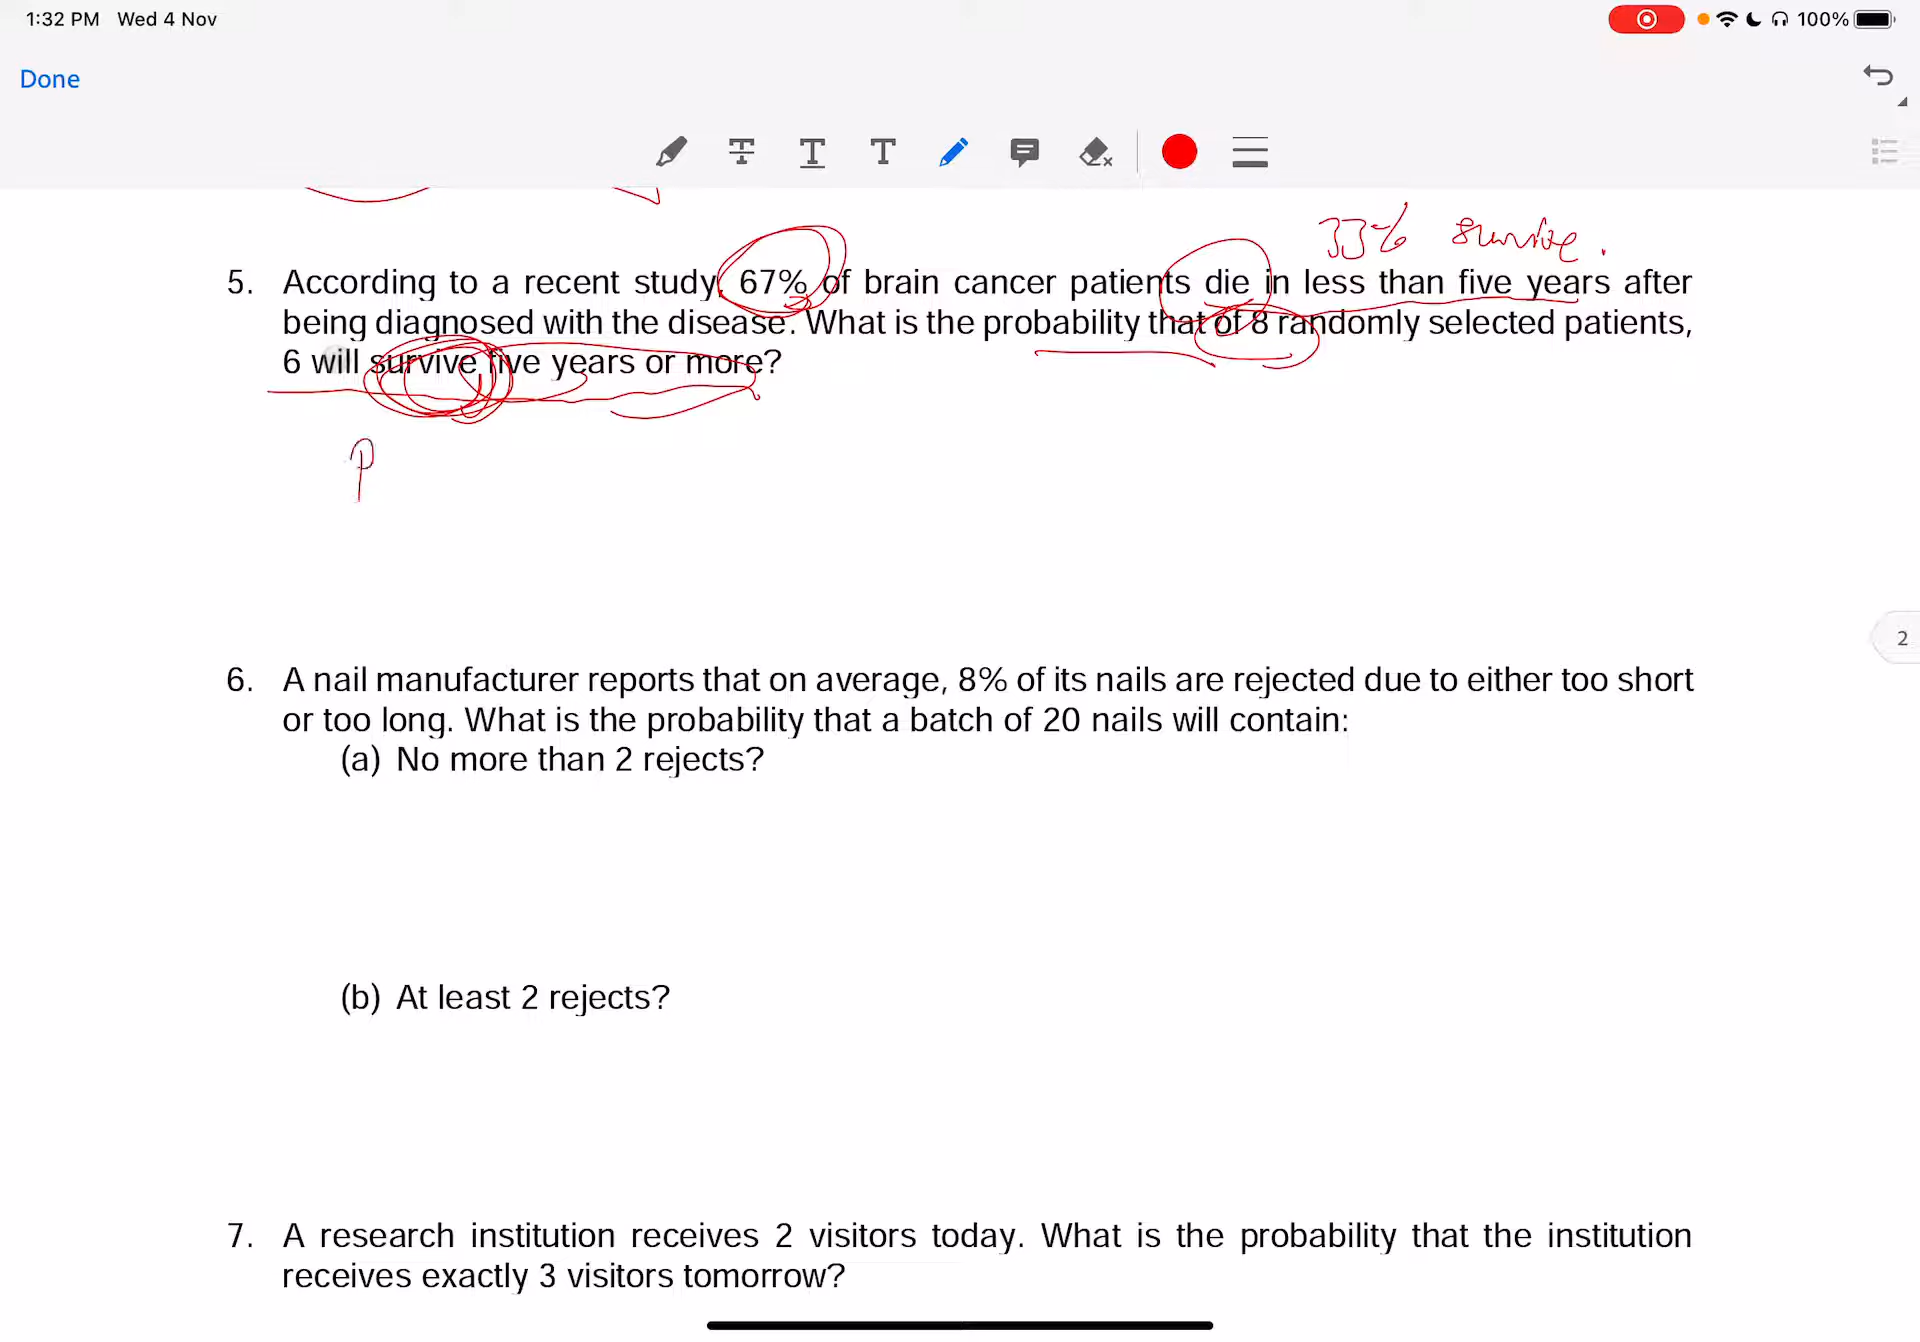 1:32 PM Wed 4 Nov
100%
Done
33% survive.
5. According to a recent study, 67% of brain cancer patients die in less than five years after
being diagnosed with the disease. What is the probability that of 8 randomly selected patients,
6 will survive five years or more?
P
6. A nail manufacturer reports that on average, 8% of its nails are rejected due to either too short
or too long. What is the probability that a batch of 20 nails will contain:
(a) No more than 2 rejects?
2
(b) At least 2 rejects?
7. A research institution receives 2 visitors today. What is the probability that the institution
receives exactly 3 visitors tomorrow?